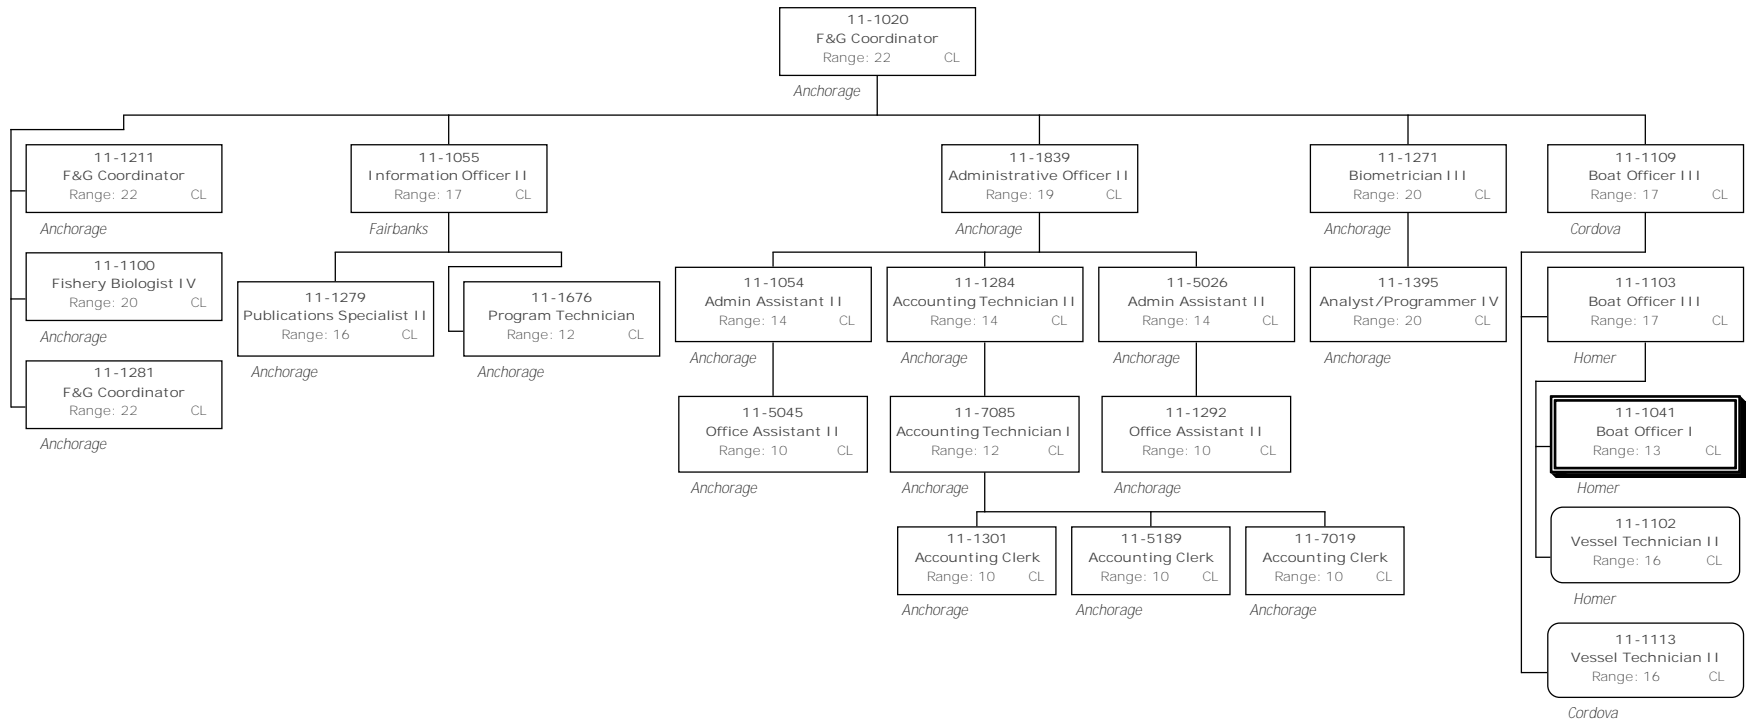 11-1020
F&G Coordinator
Range: 22 CL
Anchorage
11-1211
F&G Coordinator
Range: 22 CL
Anchorage
11-1100
Fishery Biologist IV
Range: 20 CL
Anchorage
11-1281
F&G Coordinator
Range: 22 CL
Anchorage
11-1055
Information Officer II
Range: 17 CL
Fairbanks
11-1279
Publications Specialist II
Range: 16 CL
Anchorage
11-1676
Program Technician
Range: 12 CL
Anchorage
11-1839
Administrative Officer II
Range: 19 CL
Anchorage
11-1054
Admin Assistant II
Range: 14 CL
Anchorage
11-5045
Office Assistant II
Range: 10 CL
Anchorage
11-1284
Accounting Technician II
Range: 14 CL
Anchorage
11-7085
Accounting Technician I
Range: 12 CL
Anchorage
11-1301
Accounting Clerk
Range: 10 CL
Anchorage
11-5189
Accounting Clerk
Range: 10 CL
Anchorage
11-7019
Accounting Clerk
Range: 10 CL
Anchorage
11-5026
Admin Assistant II
Range: 14 CL
Anchorage
11-1292
Office Assistant II
Range: 10 CL
Anchorage
11-1271
Biometrician III
Range: 20 CL
Anchorage
11-1395
Analyst/Programmer IV
Range: 20 CL
Anchorage
11-1109
Boat Officer III
Range: 17 CL
Cordova
11-1103
Boat Officer III
Range: 17 CL
Homer
11-1041
Boat Officer I
Range: 13 CL
Homer
11-1102
Vessel Technician II
Range: 16 CL
Homer
11-1113
Vessel Technician II
Range: 16 CL
Cordova